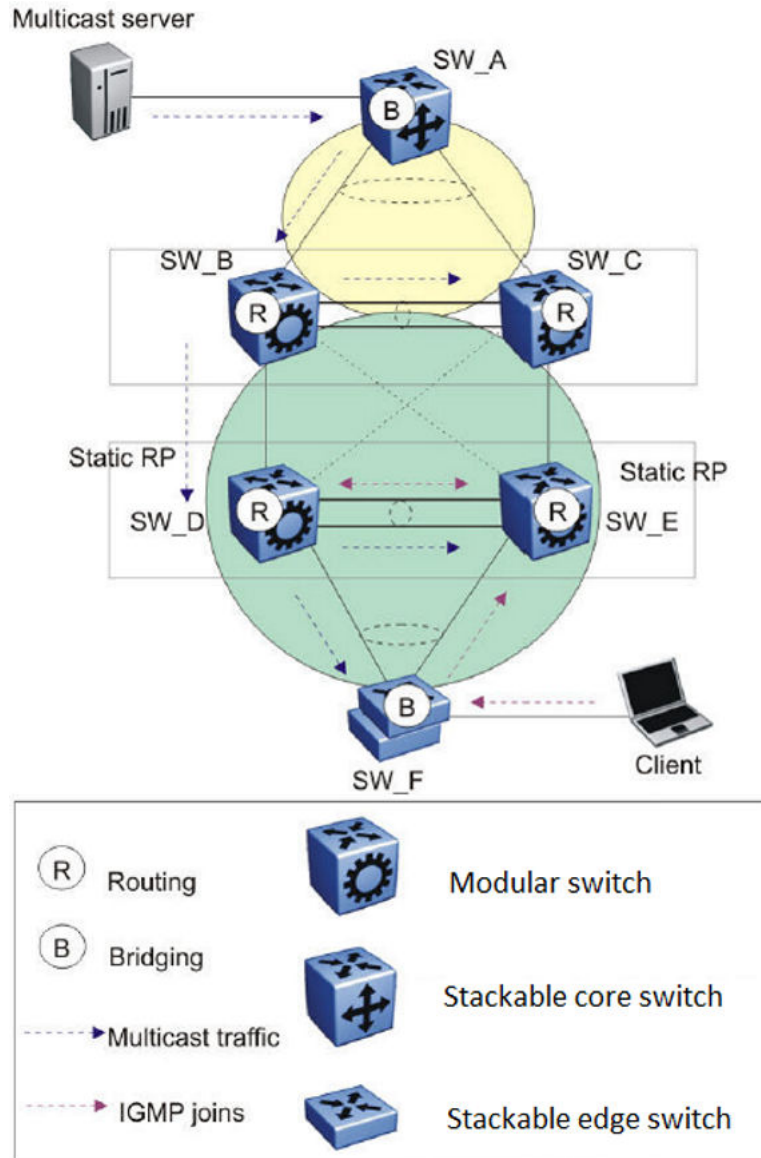 Multicast server
SW_A
B
SW_B
SW_C
R
R
Static RP
Static RP
SW_D
R
R
SW_E
B
SW_F
Client
R Routing
Modular switch
B Bridging
Stackable core switch
Multicast traffic
IGMP joins
Stackable edge switch